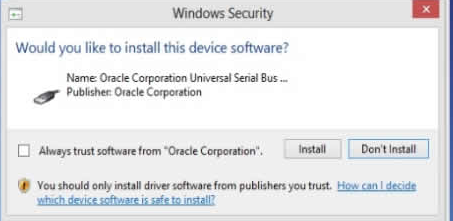 Windows Security
Would you like to install this device software?
Name: Oracle Corporation Universal Serial Bus ...
Publisher: Oracle Corporation
Always trust software from "Oracle Corporation".
Install
Don't Install
You should only install driver software from publishers you trust. How can I decide
which device software is safe to install?